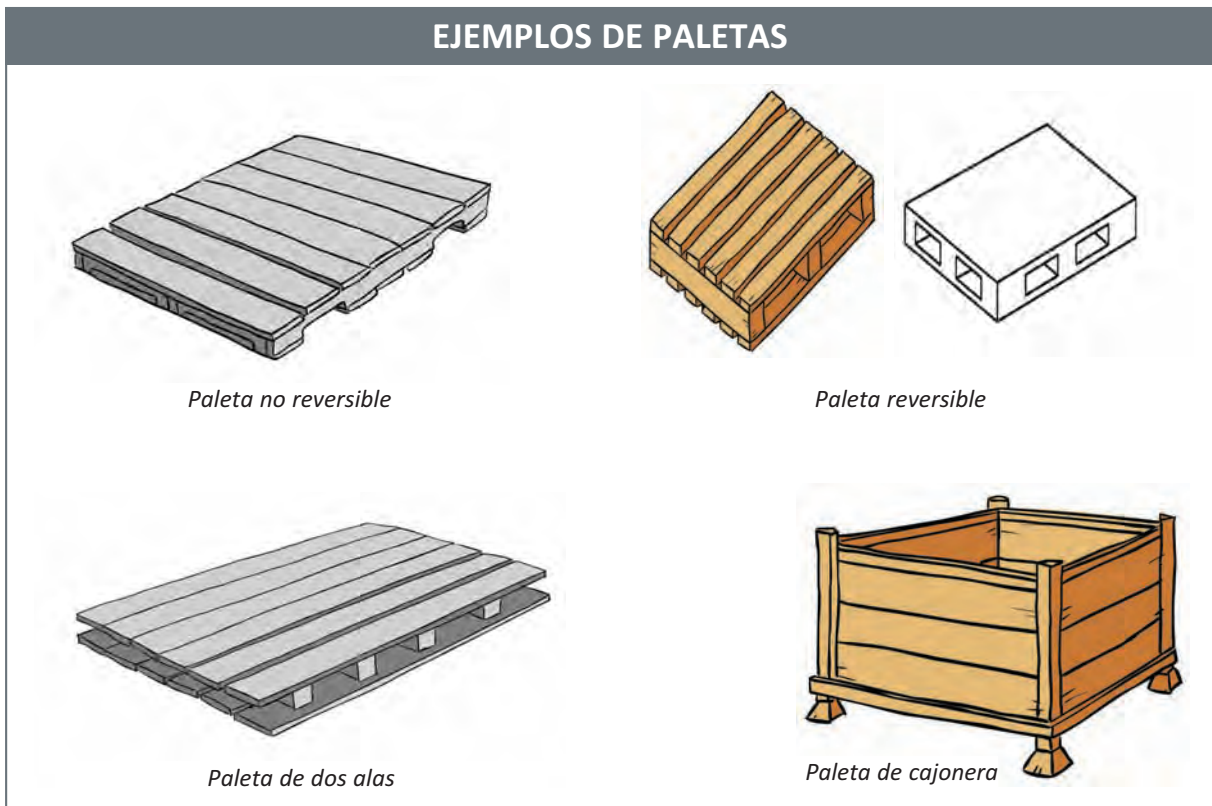 EJEMPLOS DE PALETAS
Paleta no reversible
Paleta reversible
Paleta de dos alas
Paleta de cajonera